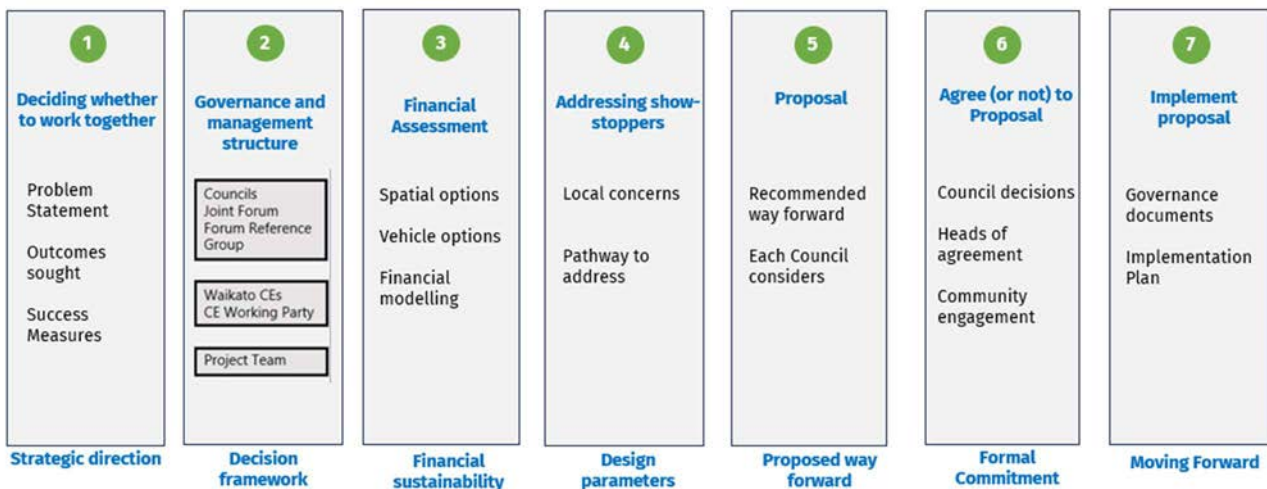 1
Deciding whether
to work together
Problem
Statement
Outcomes
sought
Success
Measures
Strategic direction
2
Governance and
management
structure
Councils
Joint Forum
Forum Reference
Group
Waikato CEs
CE Working Party
Project Team
Decision
framework
3
Financial
Assessment
Spatial options
Vehicle options
Financial
modelling
Financial
sustainability
4
Addressing show-
stoppers
Local concerns
Pathway to
address
Design
parameters
5
Proposal
Recommended
way forward
Each Council
considers
Proposed way
forward
6
Agree (or not) to
Proposal
Council decisions
Heads of
agreement
Community
engagement
Formal
Commitment
7
Implement
proposal
Governance
documents
Implementation
Plan
Moving Forward